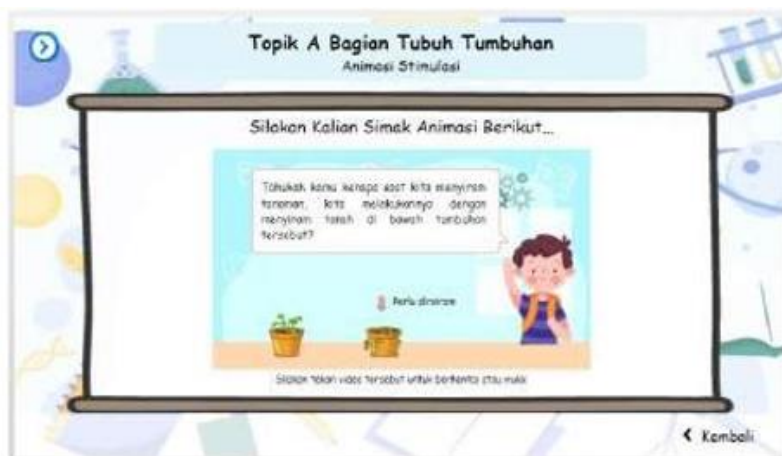 Topik A Bagian Tubuh Tumbuhan
Animasi Stimulasi
Silakan Kalian Simak Animasi Berikut...
Tahukah kamu kenapa saat kita menyiram
tanaman, kita melakukannya dengan
menyiram tanah di bawah tumbuhan
tersebut?
Perlu disiram
Silakan tekan video tersebut untuk berhenti atau mulai
Kembali